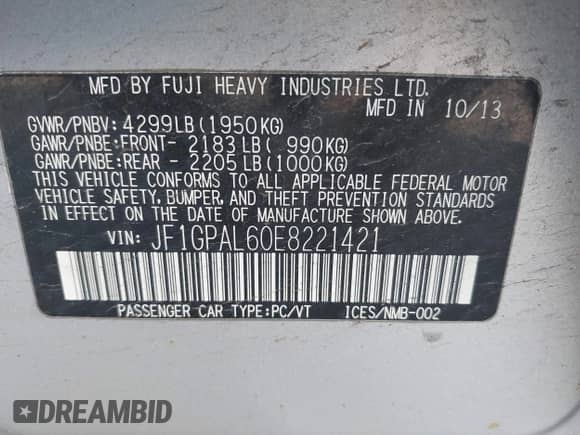 MFD BY FUJI HEAVY INDUSTRIES LTD.
MFD IN 10/13
GVWR/PNBV: 4299LB(1950KG)
GAWR/PNBE:FRONT- 2183LB( 990KG)
GAWR/PNBE:REAR - 2205LB(1000KG)
THIS VEHICLE CONFORMS TO ALL APPLICABLE FEDERAL MOTOR
VEHICLE SAFETY, BUMPER, AND THEFT PREVENTION STANDARDS
IN EFFECT ON THE DATE OF MANUFACTURE SHOWN ABOVE.
VIN: JF1GPAL60E8221421
PASSENGER CAR TYPE:PC/VT ICES/NMB-002
DREAMBID